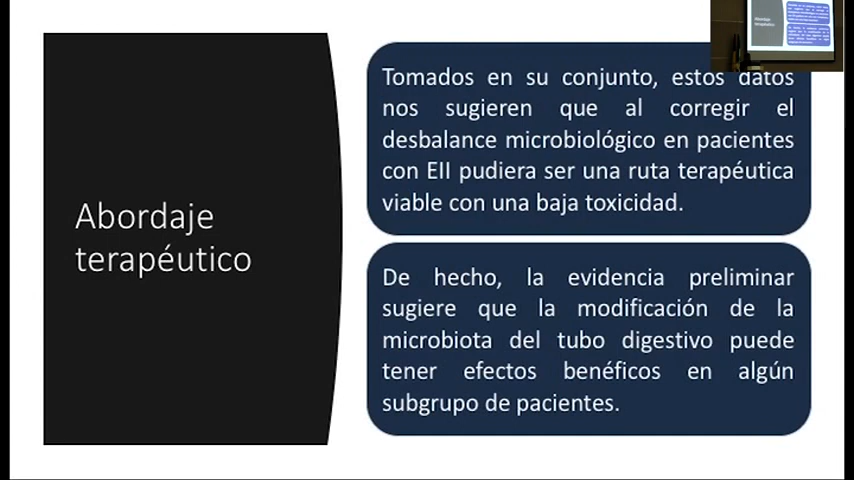 Abordaje
terapéutico
Tomados en su conjunto, estos datos
nos sugieren que al corregir el
desbalance microbiológico en pacientes
con EII pudiera ser una ruta terapéutica
viable con una baja toxicidad.
De hecho, la evidencia preliminar
sugiere que la modificación de la
microbiota del tubo digestivo puede
tener efectos benéficos en algún
subgrupo de pacientes.